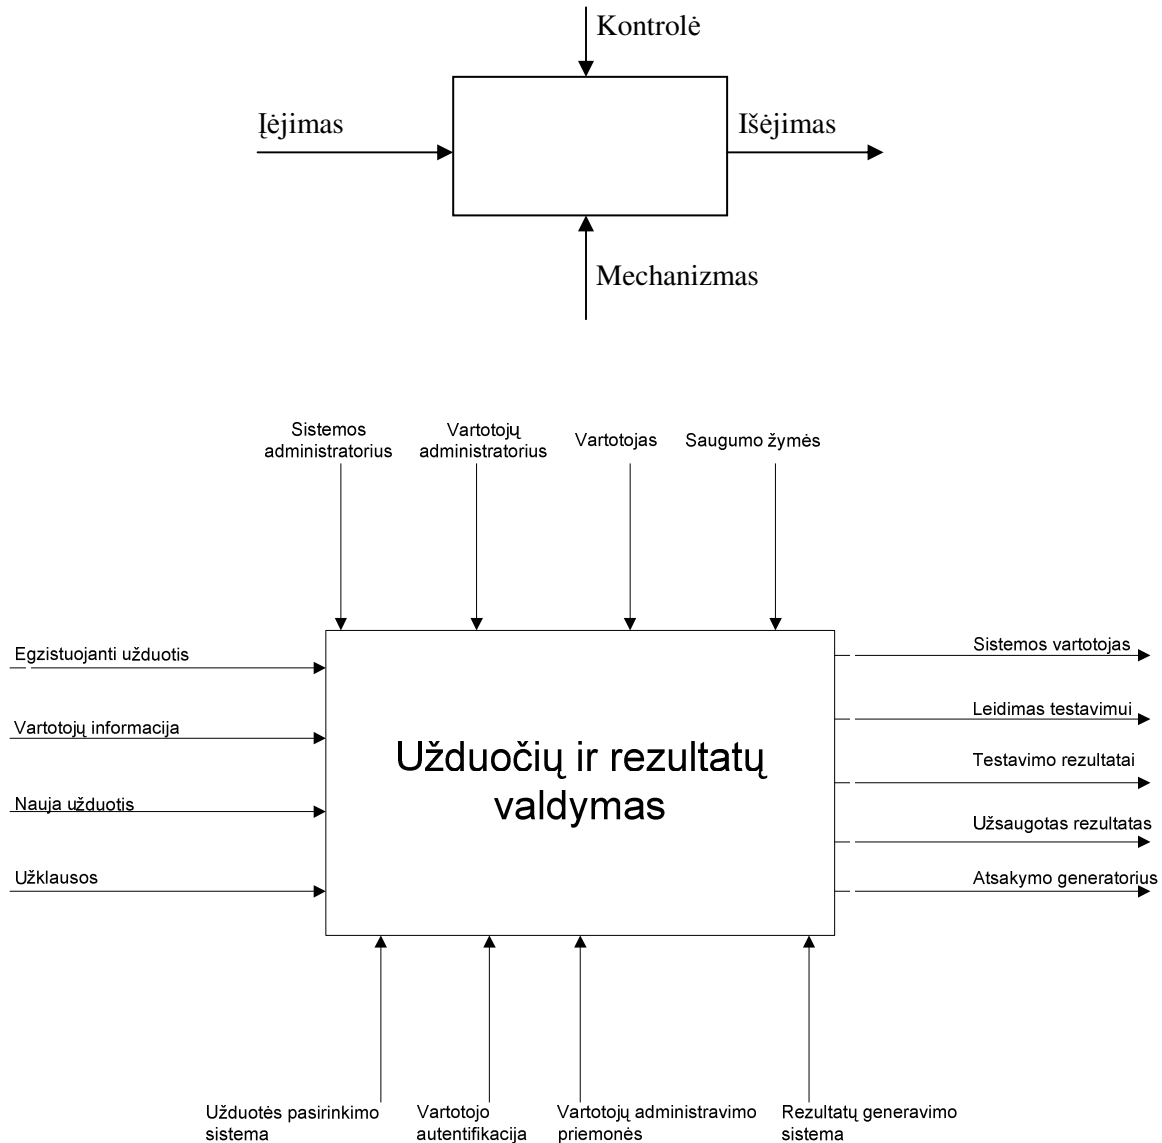 Kontrolė
Įėjimas
Išėjimas
Mechanizmas
Sistemos
administratorius
Vartotojų
administratorius
Vartotojas
Saugumo žymės
Egzistuojanti užduotis
Vartotojų informacija
Nauja užduotis
Užklausos
Užduočių ir rezultatų
valdymas
Sistemos vartotojas
Leidimas testavimui
Testavimo rezultatai
Užsaugotas rezultatas
Atsakymo generatorius
Užduotės pasirinkimo
sistema
Vartotojo
autentifikacija
Vartotojų administravimo
priemonės
Rezultatų generavimo
sistema